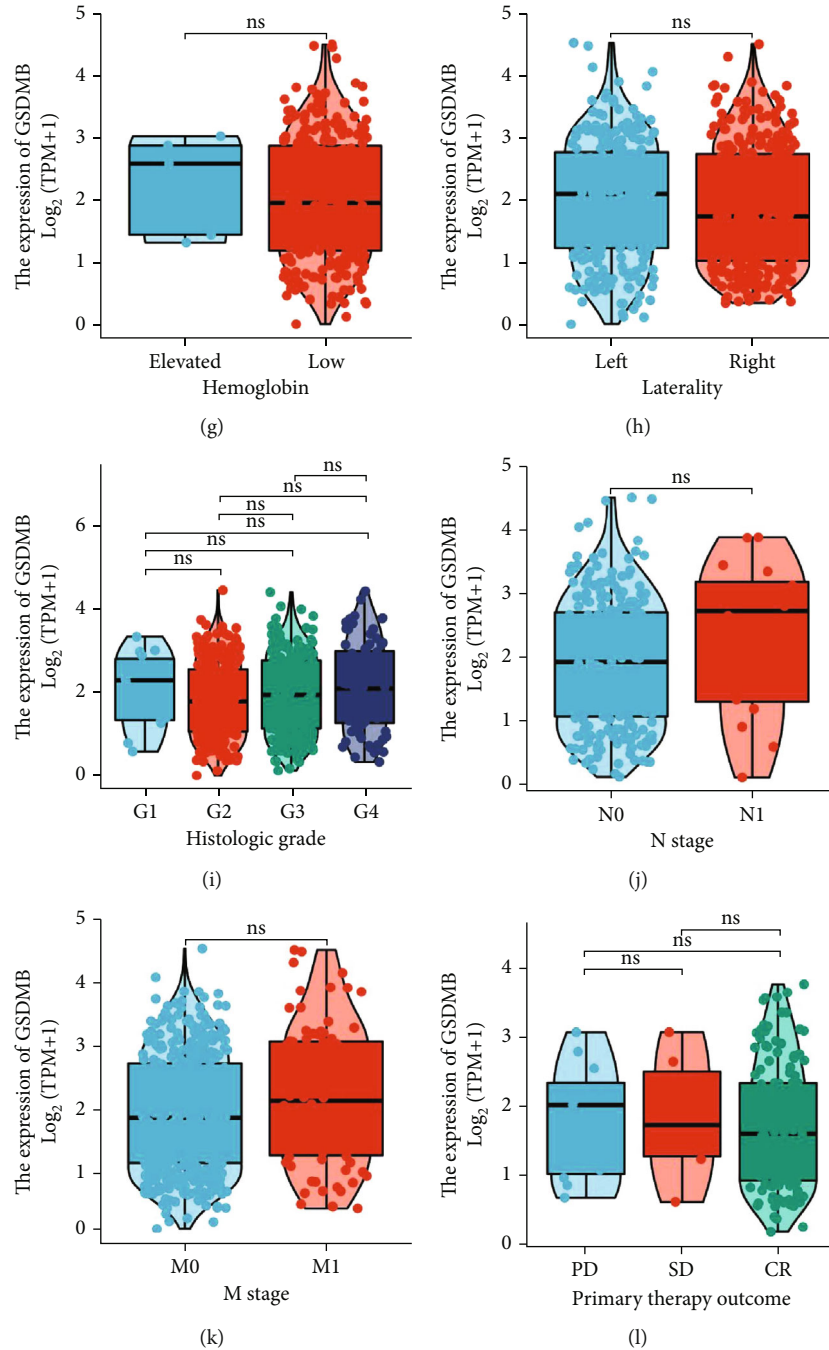 The expression of GSDMB
Log2 (TPM+1)
5
4
3
2
1
0
ns
Elevated
Low
Hemoglobin
(g)
The expression of GSDMB
Log2 (TPM+1)
5
4
3
2
1
0
ns
Left
Right
Laterality
(h)
The expression of GSDMB
Log2 (TPM+1)
6
4
2
0
ns
ns
ns
ns
ns
ns
G1
G2
G3
G4
Histologic grade
(i)
The expression of GSDMB
Log2 (TPM+1)
5
4
3
2
1
0
ns
N0
N1
N stage
(j)
The expression of GSDMB
Log2 (TPM+1)
5
4
3
2
1
0
ns
M0
M1
M stage
(k)
The expression of GSDMB
Log2 (TPM+1)
4
3
2
1
0
ns
ns
ns
PD
SD
CR
Primary therapy outcome
(l)